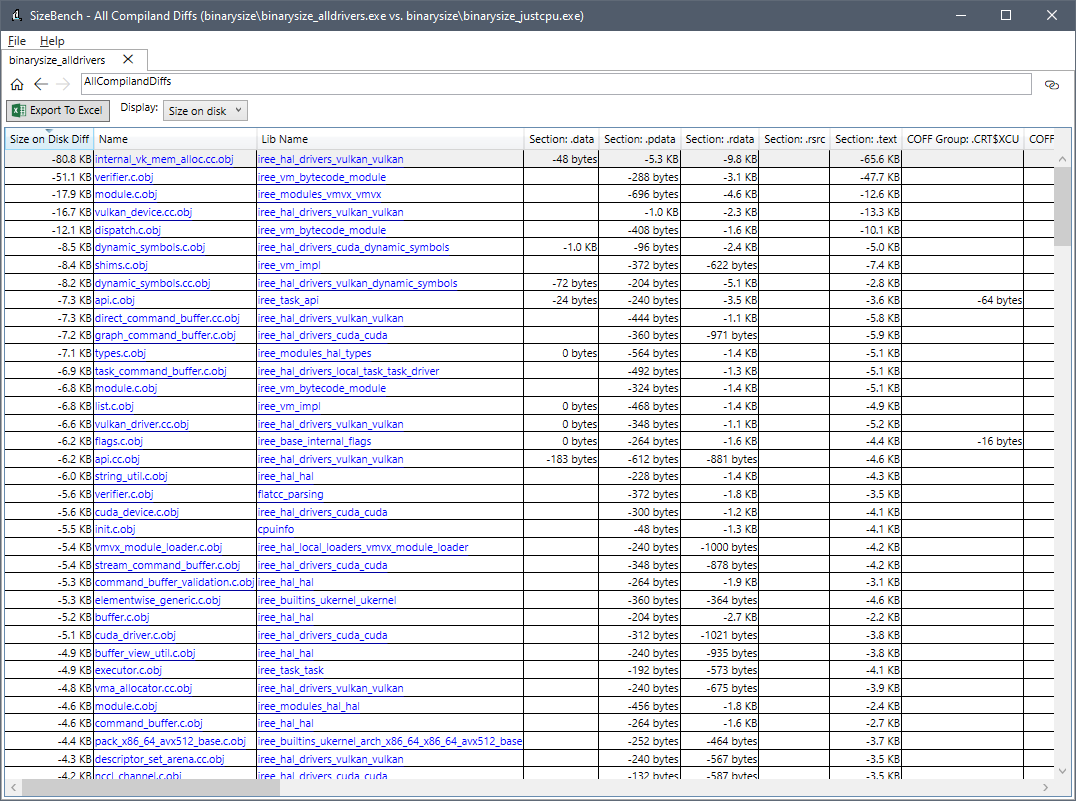 SizeBench - All Compiland Diffs (binarysize\binarysize_alldrivers.exe vs. binarysize\binarysize_justcpu.exe)
File Help
binarysize_alldrivers
AllCompilandDiffs
Export To Excel Display: Size on disk
Size on Disk Diff Name Lib Name Section: .data Section: .pdata Section: .rdata Section: .rsrc Section: .text COFF Group: .CRT$XCU COFF
-80.8 KB internal_vk_mem_alloc.cc.obj iree_hal_drivers_vulkan_vulkan -48 bytes -5.3 KB -9.8 KB -65.6 KB
-51.1 KB verifier.c.obj iree_vm_bytecode_module -288 bytes -3.1 KB -47.7 KB
-17.9 KB module.c.obj iree_modules_vmvx_vmvx -696 bytes -4.6 KB -12.6 KB
-16.7 KB vulkan_device.cc.obj iree_hal_drivers_vulkan_vulkan -1.0 KB -2.3 KB -13.3 KB
-12.1 KB dispatch.c.obj iree_vm_bytecode_module -408 bytes -1.6 KB -10.1 KB
-8.5 KB dynamic_symbols.c.obj iree_hal_drivers_cuda_dynamic_symbols -1.0 KB -96 bytes -2.4 KB -5.0 KB
-8.4 KB shims.c.obj iree_vm_impl -372 bytes -622 bytes -7.4 KB
-8.2 KB dynamic_symbols.cc.obj iree_hal_drivers_vulkan_dynamic_symbols -72 bytes -204 bytes -5.1 KB -2.8 KB
-7.3 KB api.c.obj iree_task_api -24 bytes -240 bytes -3.5 KB -3.6 KB -64 bytes
-7.3 KB direct_command_buffer.cc.obj iree_hal_drivers_vulkan_vulkan -444 bytes -1.1 KB -5.8 KB
-7.2 KB graph_command_buffer.c.obj iree_hal_drivers_cuda_cuda -360 bytes -971 bytes -5.9 KB
-7.1 KB types.c.obj iree_modules_hal_types 0 bytes -564 bytes -1.4 KB -5.1 KB
-6.9 KB task_command_buffer.c.obj iree_hal_drivers_local_task_task_driver -492 bytes -1.3 KB -5.1 KB
-6.8 KB module.c.obj iree_vm_bytecode_module -324 bytes -1.4 KB -5.1 KB
-6.8 KB list.c.obj iree_vm_impl 0 bytes -468 bytes -1.4 KB -4.9 KB
-6.6 KB vulkan_driver.cc.obj iree_hal_drivers_vulkan_vulkan 0 bytes -348 bytes -1.1 KB -5.2 KB
-6.2 KB flags.c.obj iree_base_internal_flags 0 bytes -264 bytes -1.6 KB -4.4 KB -16 bytes
-6.2 KB api.cc.obj iree_hal_drivers_vulkan_vulkan -183 bytes -612 bytes -881 bytes -4.6 KB
-6.0 KB string_util.c.obj iree_hal_hal -228 bytes -1.4 KB -4.3 KB
-5.6 KB verifier.c.obj flatcc_parsing -372 bytes -1.8 KB -3.5 KB
-5.6 KB cuda_device.c.obj iree_hal_drivers_cuda_cuda -300 bytes -1.2 KB -4.1 KB
-5.5 KB init.c.obj cpuinfo -48 bytes -1.3 KB -4.1 KB
-5.4 KB vmvx_module_loader.c.obj iree_hal_local_loaders_vmvx_module_loader -240 bytes -1000 bytes -4.2 KB
-5.4 KB stream_command_buffer.c.obj iree_hal_drivers_cuda_cuda -348 bytes -878 bytes -4.2 KB
-5.3 KB command_buffer_validation.c.obj iree_hal_hal -264 bytes -1.9 KB -3.1 KB
-5.3 KB elementwise_generic.c.obj iree_builtins_ukernel_ukernel -360 bytes -364 bytes -4.6 KB
-5.2 KB buffer.c.obj iree_hal_hal -204 bytes -2.7 KB -2.2 KB
-5.1 KB cuda_driver.c.obj iree_hal_drivers_cuda_cuda -312 bytes -1021 bytes -3.8 KB
-4.9 KB buffer_view_util.c.obj iree_hal_hal -240 bytes -935 bytes -3.8 KB
-4.9 KB executor.c.obj iree_task_task -192 bytes -573 bytes -4.1 KB
-4.8 KB vma_allocator.cc.obj iree_hal_drivers_vulkan_vulkan -240 bytes -675 bytes -3.9 KB
-4.6 KB module.c.obj iree_modules_hal_hal -456 bytes -1.8 KB -2.4 KB
-4.6 KB command_buffer.c.obj iree_hal_hal -264 bytes -1.6 KB -2.7 KB
-4.4 KB pack_x86_64_avx512_base.c.obj iree_builtins_ukernel_arch_x86_64_x86_64_avx512_base -252 bytes -464 bytes -3.7 KB
-4.3 KB descriptor_set_arena.cc.obj iree_hal_drivers_vulkan_vulkan -240 bytes -567 bytes -3.5 KB
-4.2 KB nccl_channel.c.obj iree_hal_drivers_cuda_cuda -132 bytes -587 bytes -3.5 KB